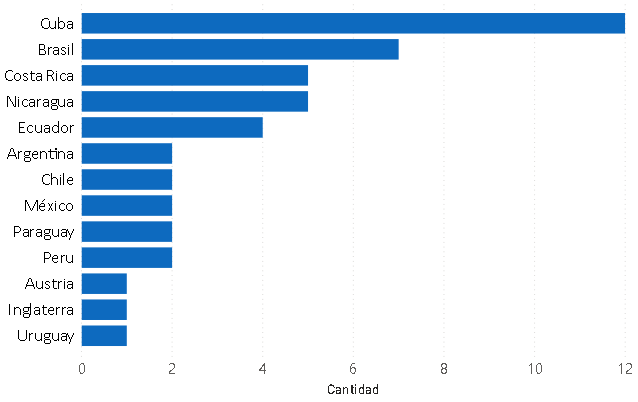 Cuba
Brasil
Costa Rica
Nicaragua
Ecuador
Argentina
Chile
México
Paraguay
Peru
Austria
Inglaterra
Uruguay
0 2 4 6 8 10 12
Cantidad